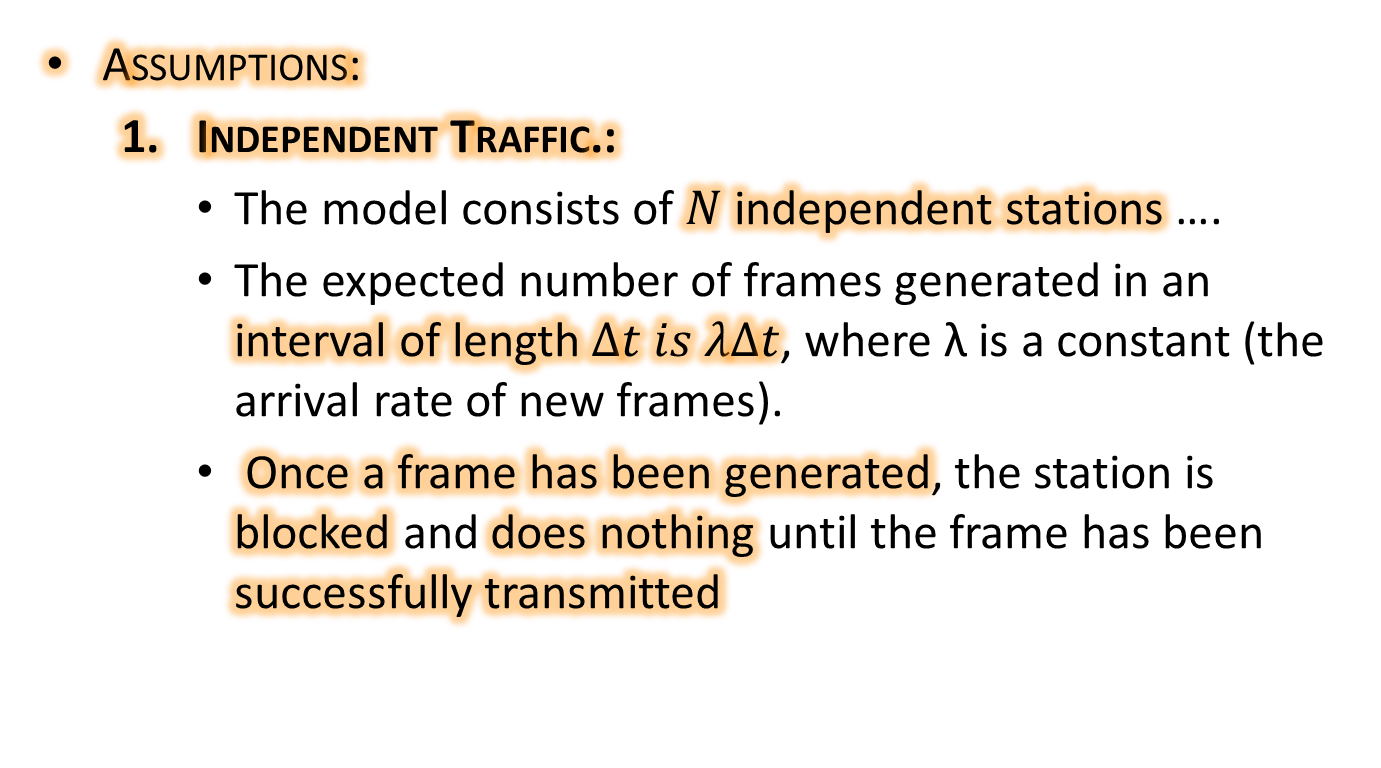 • ASSUMPTIONS:
1. INDEPENDENT TRAFFIC.:
• The model consists of N independent stations ....
• The expected number of frames generated in an
interval of length Δt is λΔt, where λ is a constant (the
arrival rate of new frames).
• Once a frame has been generated, the station is
blocked and does nothing until the frame has been
successfully transmitted